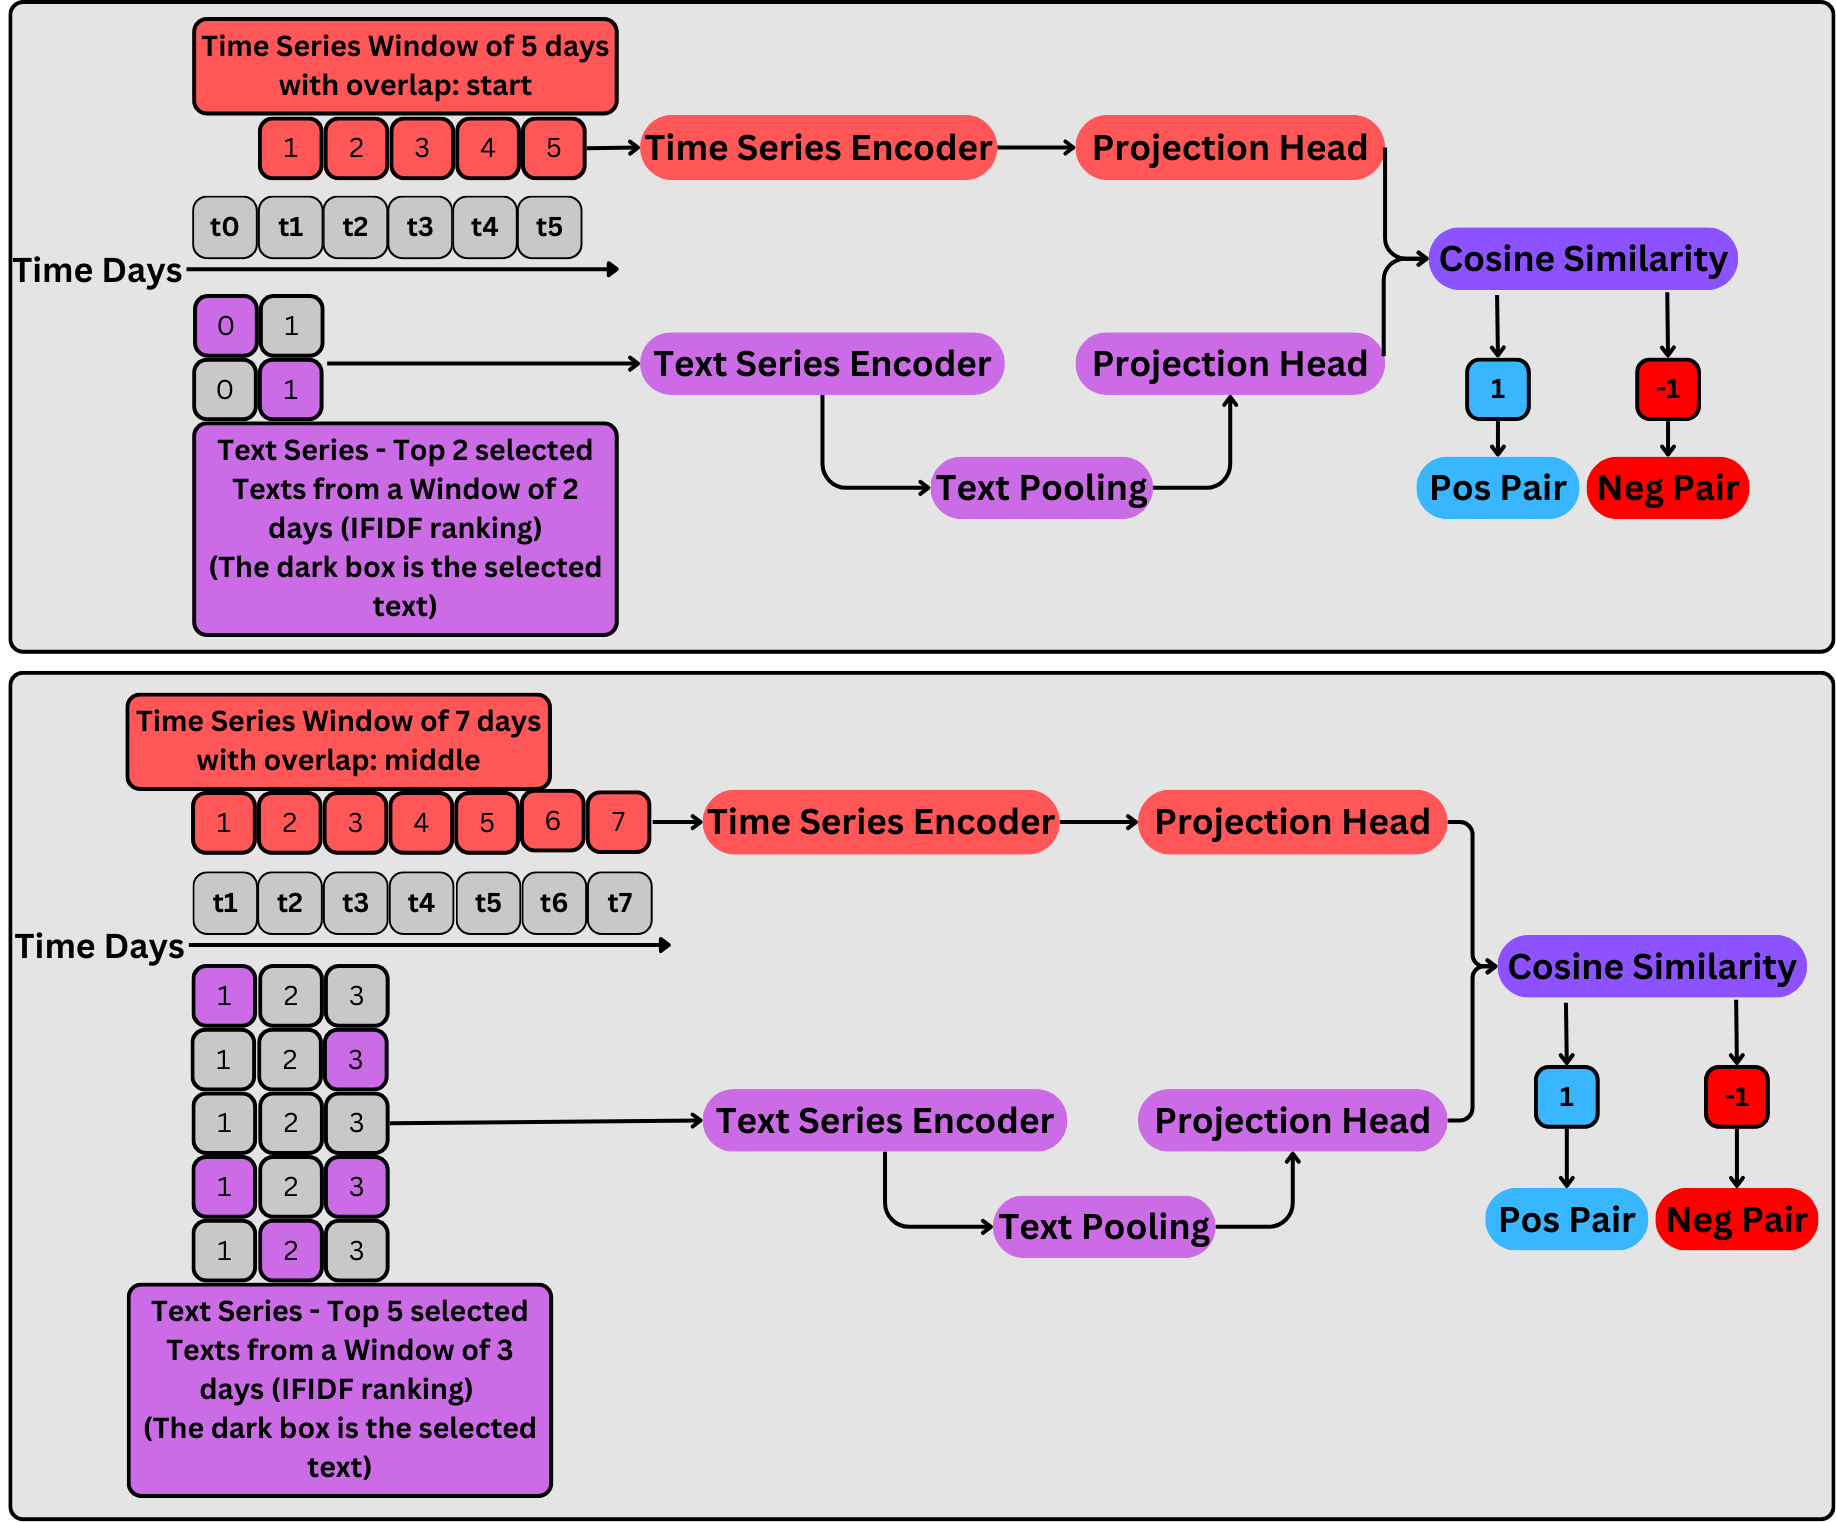 Time Series Window of 5 days
with overlap: start
1 2 3 4 5
Time Series Encoder
Projection Head
t0 t1 t2 t3 t4 t5
Time Days
Cosine Similarity
0 1
0 1
Text Series Encoder
Projection Head
1
-1
Text Pooling
Pos Pair
Neg Pair
Text Series - Top 2 selected
Texts from a Window of 2
days (IFIDF ranking)
(The dark box is the selected
text)
Time Series Window of 7 days
with overlap: middle
1 2 3 4 5 6 7
Time Series Encoder
Projection Head
t1 t2 t3 t4 t5 t6 t7
Time Days
Cosine Similarity
1 2 3
1 2 3
1 2 3
1 2 3
1 2 3
Text Series Encoder
Projection Head
1
-1
Text Pooling
Pos Pair
Neg Pair
Text Series - Top 5 selected
Texts from a Window of 3
days (IFIDF ranking)
(The dark box is the selected
text)